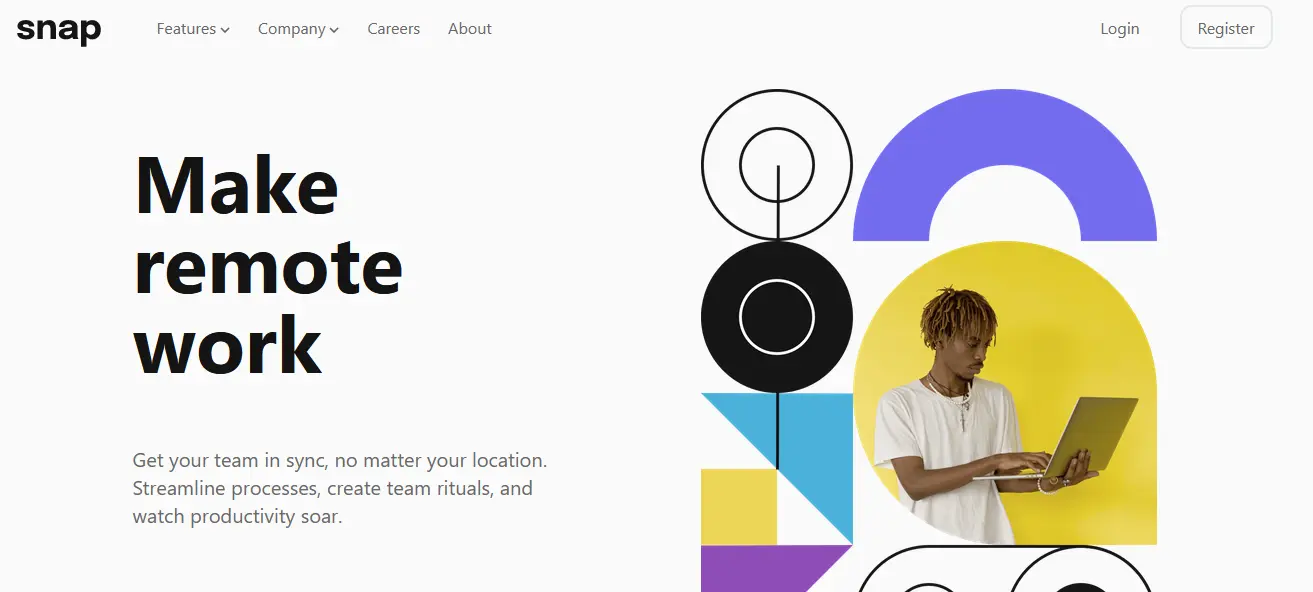 snap Features Company Careers About Login Register
Make
remote
work
Get your team in sync, no matter your location.
Streamline processes, create team rituals, and
watch productivity soar.